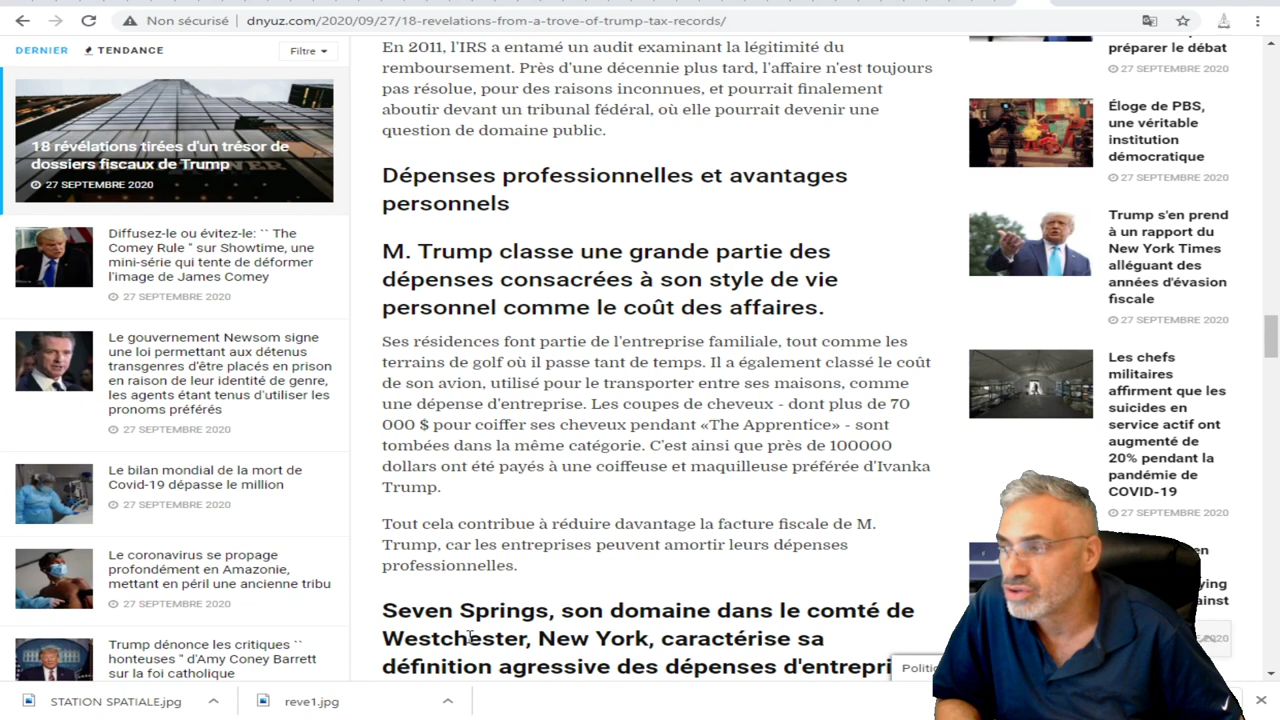 Non sécurisé | dnyuz.com/2020/09/27/18-revelations-from-a-trove-of-trump-tax-records/
DERNIER
TENDANCE
Filtre
18 révélations tirées d'un trésor de
dossiers fiscaux de Trump
27 SEPTEMBRE 2020
Diffusez-le ou évitez-le: `` The
Comey Rule '' sur Showtime, une
mini-série qui tente de déformer
l'image de James Comey
27 SEPTEMBRE 2020
Le gouvernement Newsom signe
une loi permettant aux détenus
transgenres d'être placés en prison
en raison de leur identité de genre,
les agents étant tenus d'utiliser les
pronoms préférés
27 SEPTEMBRE 2020
Le bilan mondial de la mort de
Covid-19 dépasse le million
27 SEPTEMBRE 2020
Le coronavirus se propage
profondément en Amazonie,
mettant en péril une ancienne tribu
27 SEPTEMBRE 2020
Trump dénonce les critiques ``
honteuses '' d'Amy Coney Barrett
sur la foi catholique
En 2011, l'IRS a entamé un audit examinant la légitimité du
remboursement. Près d'une décennie plus tard, l'affaire n'est toujours
pas résolue, pour des raisons inconnues, et pourrait finalement
aboutir devant un tribunal fédéral, où elle pourrait devenir une
question de domaine public.
Dépenses professionnelles et avantages
personnels
M. Trump classe une grande partie des
dépenses consacrées à son style de vie
personnel comme le coût des affaires.
Ses résidences font partie de l'entreprise familiale, tout comme les
terrains de golf où il passe tant de temps. Il a également classé le coût
de son avion, utilisé pour le transporter entre ses maisons, comme
une dépense d'entreprise. Les coupes de cheveux - dont plus de 70
000 $ pour coiffer ses cheveux pendant «The Apprentice» - sont
tombées dans la même catégorie. C'est ainsi que près de 100000
dollars ont été payés à une coiffeuse et maquilleuse préférée d'Ivanka
Trump.
Tout cela contribue à réduire davantage la facture fiscale de M.
Trump, car les entreprises peuvent amortir leurs dépenses
professionnelles.
Seven Springs, son domaine dans le comté de
Westchester, New York, caractérise sa
définition agressive des dépenses d'entrepri
préparer le débat
27 SEPTEMBRE 2020
Éloge de PBS,
une véritable
institution
démocratique
27 SEPTEMBRE 2020
Trump s'en prend
à un rapport du
New York Times
alléguant des
années d'évasion
fiscale
27 SEPTEMBRE 2020
Les chefs
militaires
affirment que les
suicides en
service actif ont
augmenté de
20% pendant la
pandémie de
COVID-19
27 SEPTEMBRE 2020
en
ying
ainst
2020
Politiq
STATION SPATIALE.jpg
reve1.jpg